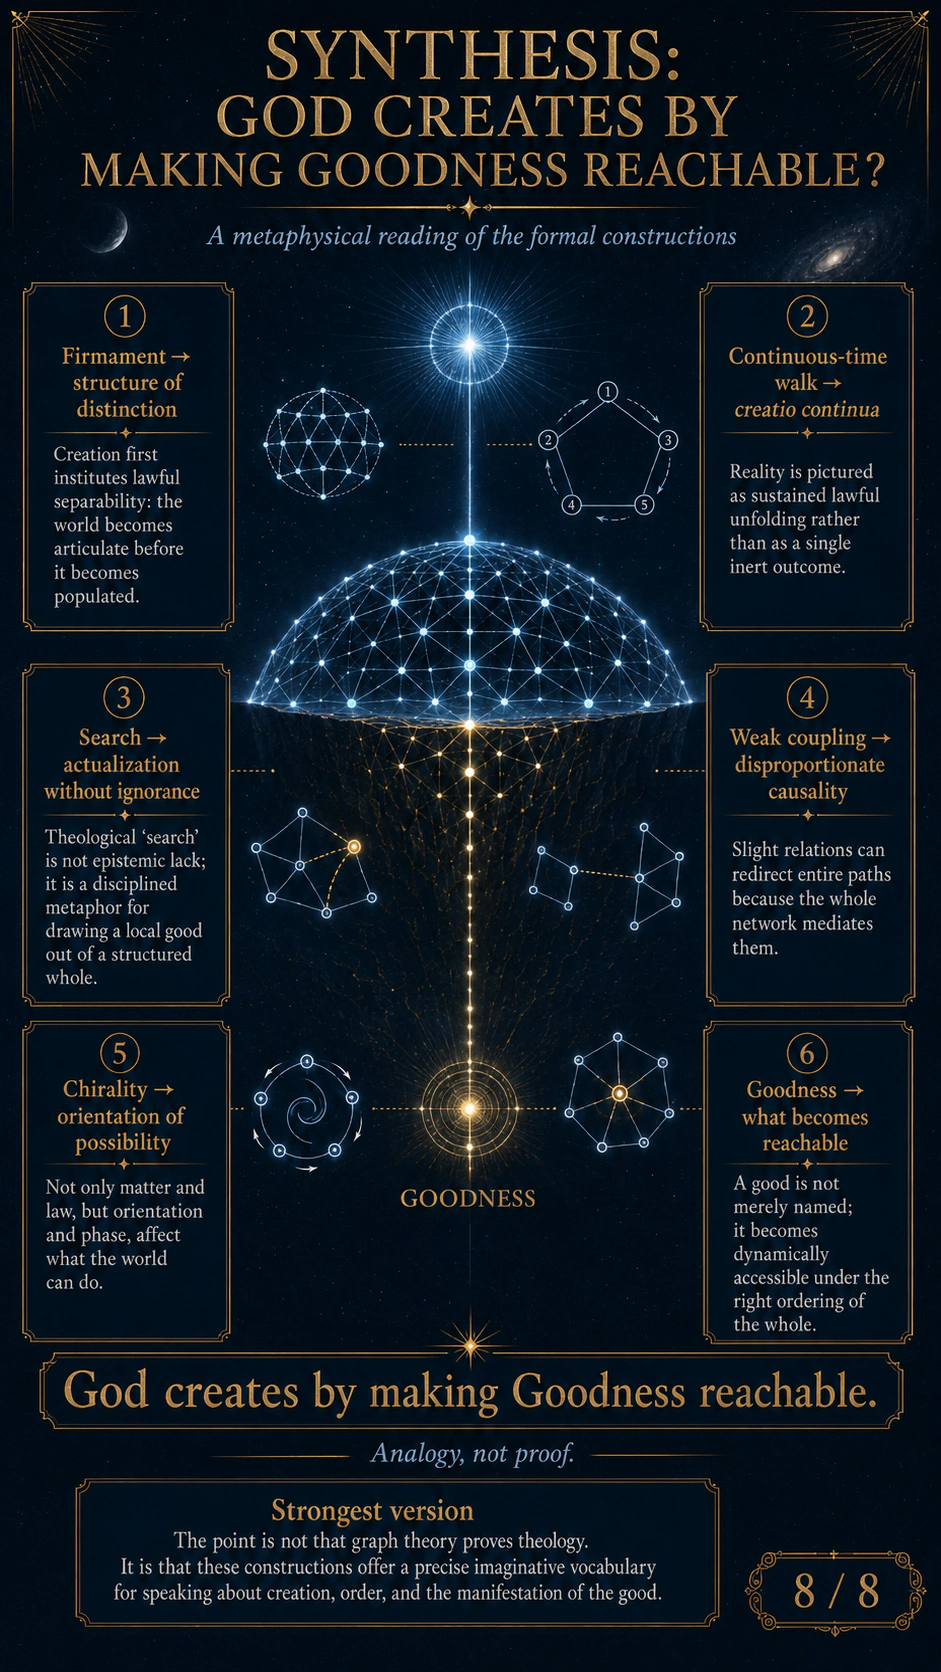 SYNTHESIS:
GOD CREATES BY
MAKING GOODNESS REACHABLE?
A metaphysical reading of the formal constructions
1
Firmament →
structure of
distinction
Creation first
institutes lawful
separability: the
world becomes
articulate before
it becomes
populated.
2
Continuous-time
walk →
creatio continua
Reality is pictured
as sustained lawful
unfolding rather
than as a single
inert outcome.
1
2
3
4
5
3
Search →
actualization
without ignorance
Theological ‘search’
is not epistemic lack;
it is a disciplined
metaphor for
drawing a local good
out of a structured
whole.
4
Weak coupling →
disproportionate
causality
Slight relations can
redirect entire paths
because the whole
network mediates
them.
5
Chirality →
orientation of
possibility
Not only matter and
law, but orientation
and phase, affect
what the world
can do.
6
Goodness →
what becomes
reachable
A good is not
merely named;
it becomes
dynamically
accessible under the
right ordering of
the whole.
GOODNESS
God creates by making Goodness reachable.
Analogy, not proof.
Strongest version
The point is not that graph theory proves theology.
It is that these constructions offer a precise imaginative vocabulary
for speaking about creation, order, and the manifestation of the good.
8 / 8